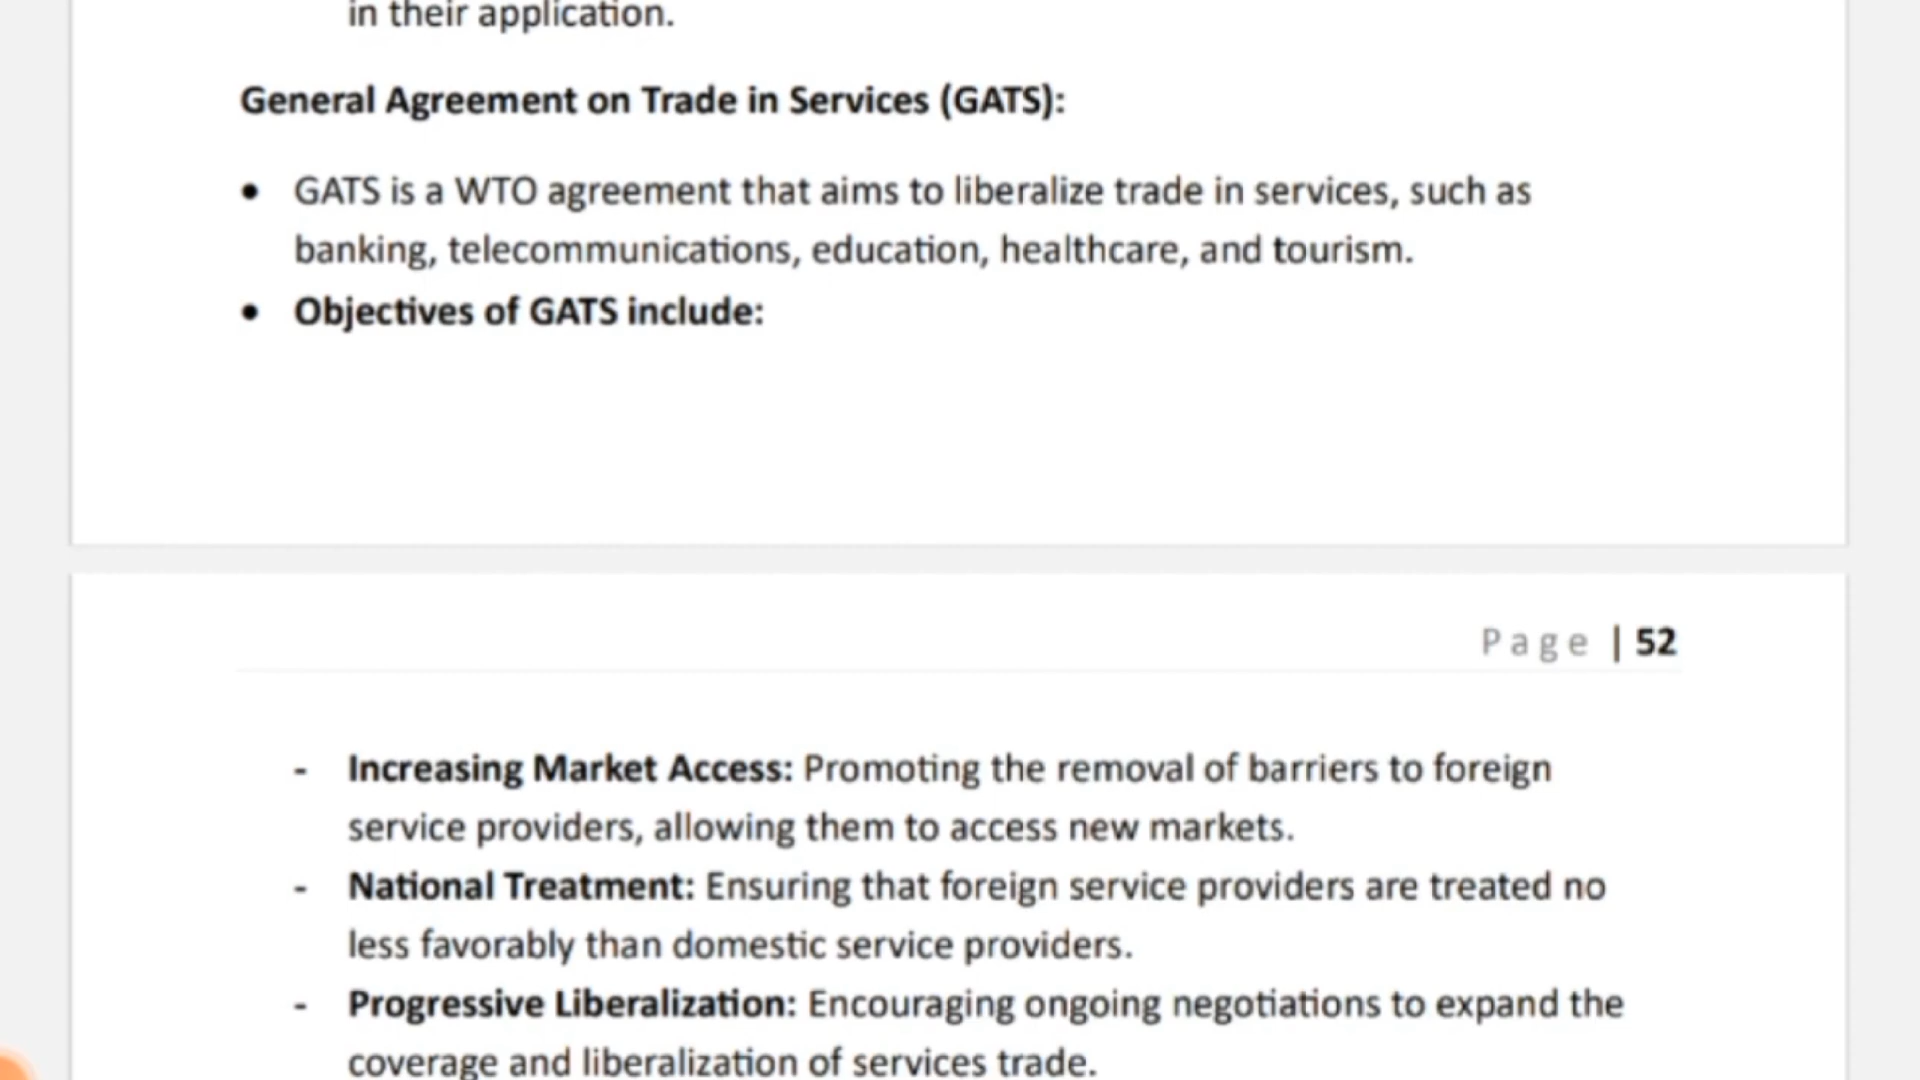 in their application.
General Agreement on Trade in Services (GATS):
• GATS is a WTO agreement that aims to liberalize trade in services, such as
banking, telecommunications, education, healthcare, and tourism.
• Objectives of GATS include:
Page | 52
- Increasing Market Access: Promoting the removal of barriers to foreign
service providers, allowing them to access new markets.
- National Treatment: Ensuring that foreign service providers are treated no
less favorably than domestic service providers.
- Progressive Liberalization: Encouraging ongoing negotiations to expand the
coverage and liberalization of services trade.